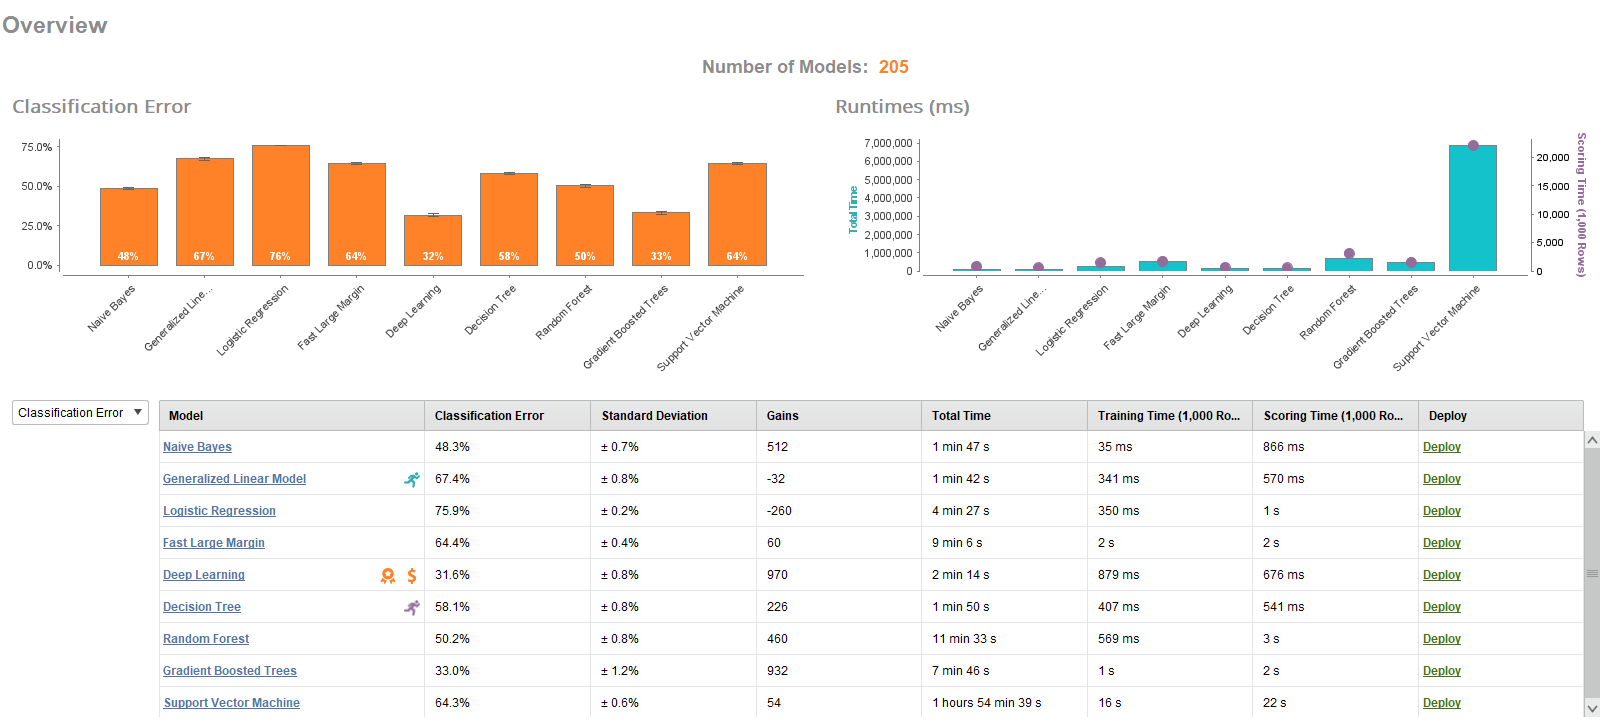 Overview
Number of Models: 205
Classification Error
75.0%
50.0%
25.0%
0.0%
48%
67%
76%
64%
32%
58%
50%
33%
64%
Naive Bayes
Generalized Line...
Logistic Regression
Fast Large Margin
Deep Learning
Decision Tree
Random Forest
Gradient Boosted Trees
Support Vector Machine
Runtimes (ms)
Total Time
7,000,000
6,000,000
5,000,000
4,000,000
3,000,000
2,000,000
1,000,000
0
20,000
15,000
10,000
5,000
0
Scoring Time (1,000 Rows)
Naive Bayes
Generalized Line...
Logistic Regression
Fast Large Margin
Deep Learning
Decision Tree
Random Forest
Gradient Boosted Trees
Support Vector Machine
Classification Error
Model Classification Error Standard Deviation Gains Total Time Training Time (1,000 Ro... Scoring Time (1,000 Ro... Deploy
Naive Bayes 48.3% ± 0.7% 512 1 min 47 s 35 ms 866 ms Deploy
Generalized Linear Model 67.4% ± 0.8% -32 1 min 42 s 341 ms 570 ms Deploy
Logistic Regression 75.9% ± 0.2% -260 4 min 27 s 350 ms 1 s Deploy
Fast Large Margin 64.4% ± 0.4% 60 9 min 6 s 2 s 2 s Deploy
Deep Learning $ 31.6% ± 0.8% 970 2 min 14 s 879 ms 676 ms Deploy
Decision Tree 58.1% ± 0.8% 226 1 min 50 s 407 ms 541 ms Deploy
Random Forest 50.2% ± 0.8% 460 11 min 33 s 569 ms 3 s Deploy
Gradient Boosted Trees 33.0% ± 1.2% 932 7 min 46 s 1 s 2 s Deploy
Support Vector Machine 64.3% ± 0.6% 54 1 hours 54 min 39 s 16 s 22 s Deploy